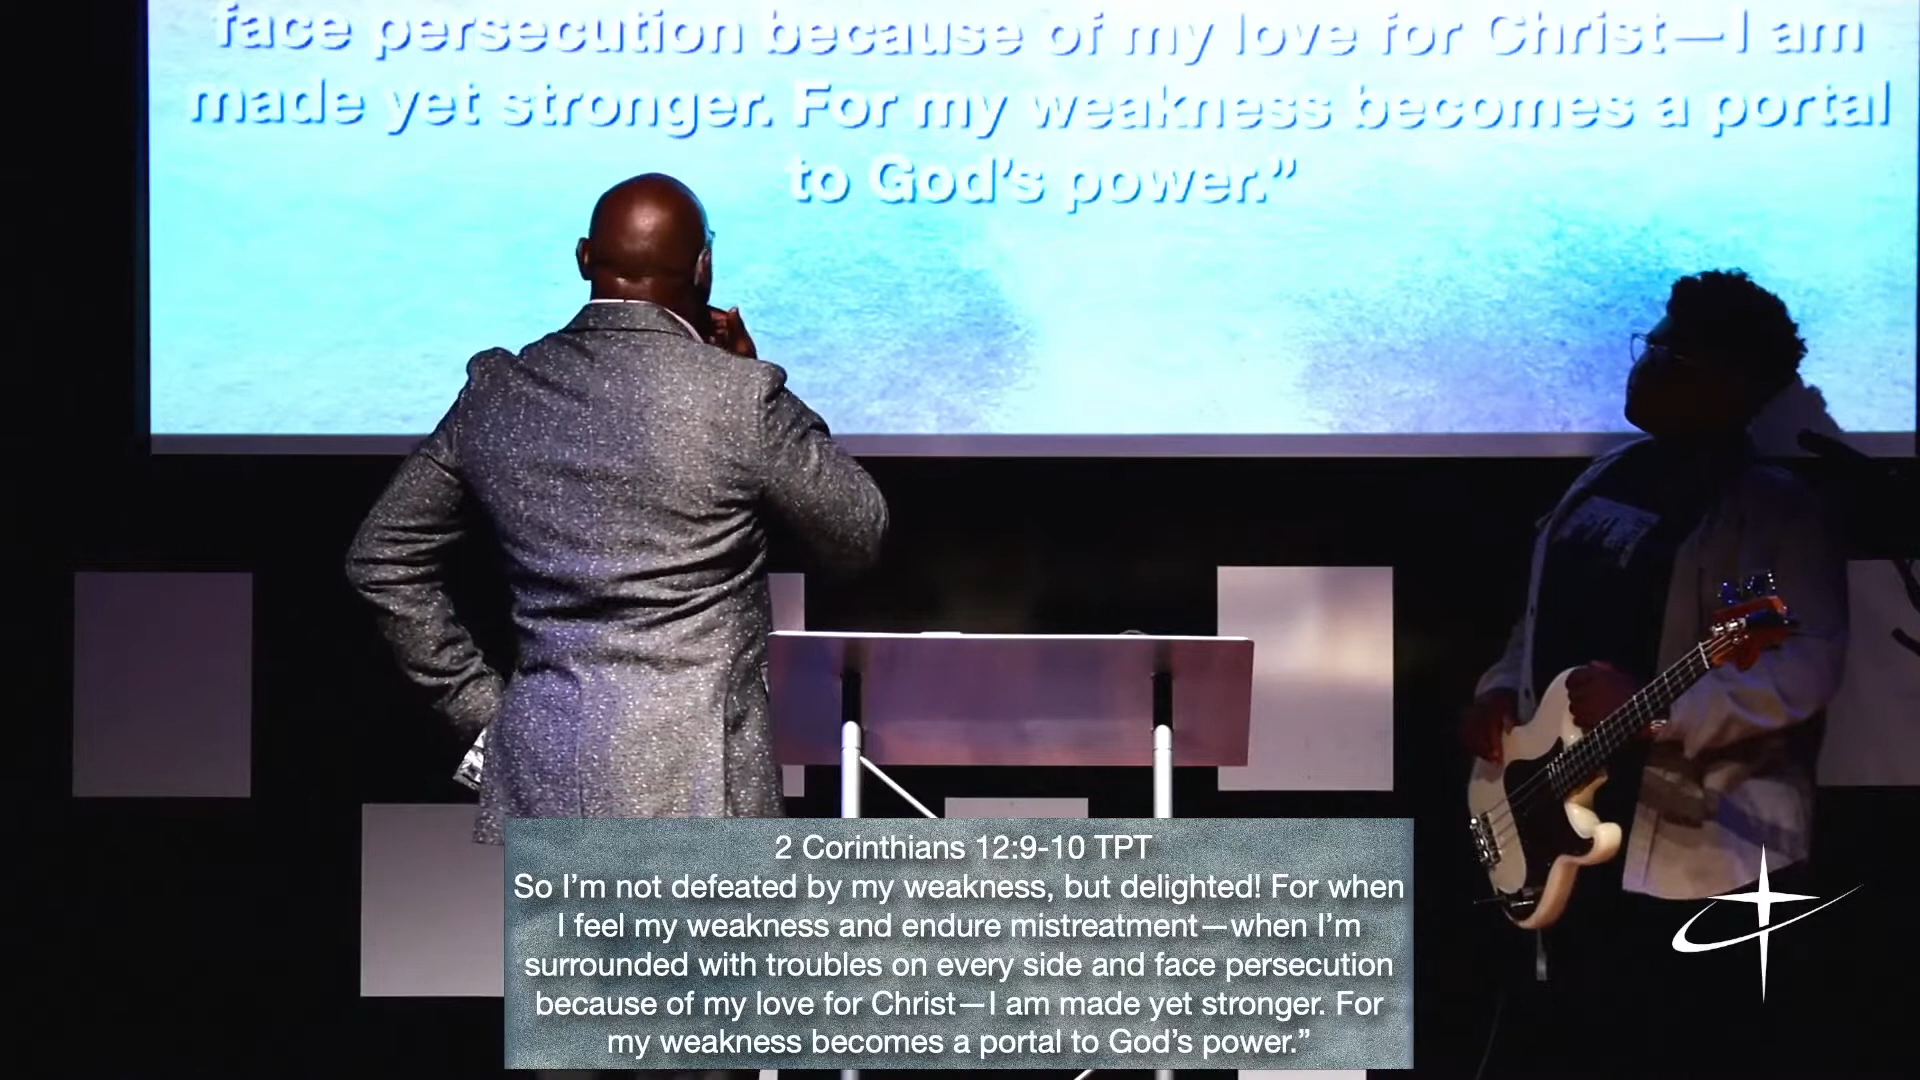 face persecution because of my love for Christ—I am
made yet stronger. For my weakness becomes a portal
to God's power.”
2 Corinthians 12:9-10 TPT
So I’m not defeated by my weakness, but delighted! For when
I feel my weakness and endure mistreatment—when I’m
surrounded with troubles on every side and face persecution
because of my love for Christ—I am made yet stronger. For
my weakness becomes a portal to God’s power.”